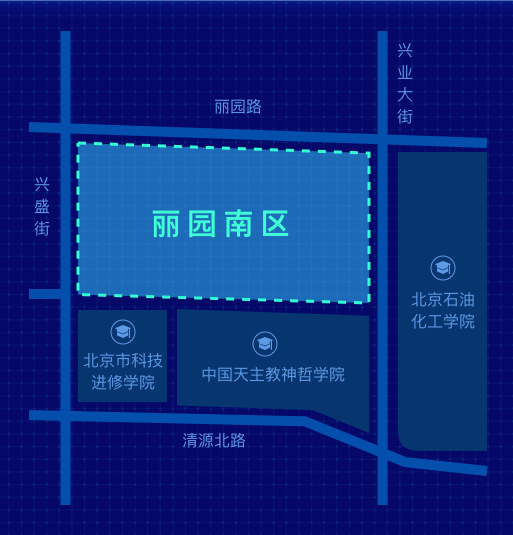 兴
业
大
街
丽园路
兴
盛
街
丽园南区
北京石油
化工学院
北京市科技
进修学院
中国天主教神哲学院
清源北路